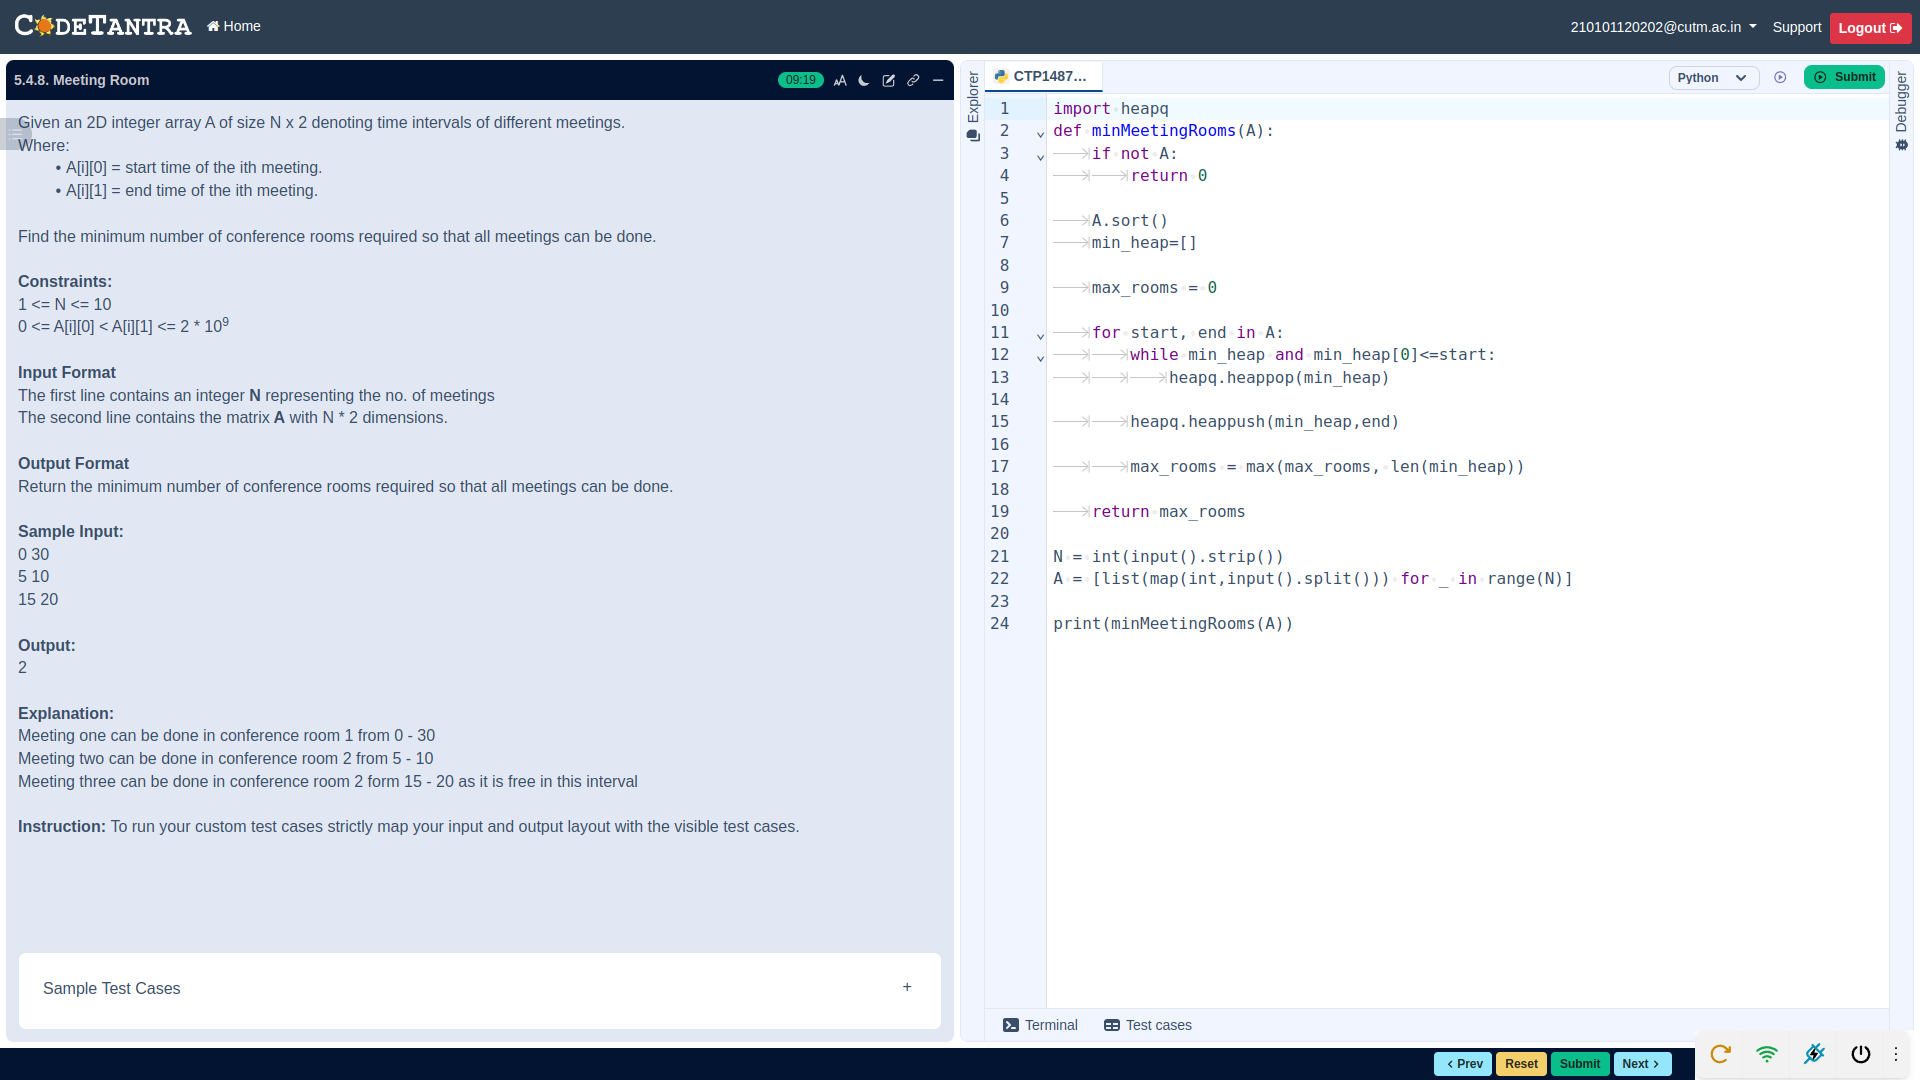 CODETANTRA
Home
210101120202@cutm.ac.in
Support
Logout
5.4.8. Meeting Room
09:19
Given an 2D integer array A of size N x 2 denoting time intervals of different meetings.
Where:
• A[i][0] = start time of the ith meeting.
• A[i][1] = end time of the ith meeting.
Find the minimum number of conference rooms required so that all meetings can be done.
Constraints:
1 <= N <= 10
0 <= A[i][0] < A[i][1] <= 2 * 10⁹
Input Format
The first line contains an integer N representing the no. of meetings
The second line contains the matrix A with N * 2 dimensions.
Output Format
Return the minimum number of conference rooms required so that all meetings can be done.
Sample Input:
0 30
5 10
15 20
Output:
2
Explanation:
Meeting one can be done in conference room 1 from 0 - 30
Meeting two can be done in conference room 2 from 5 - 10
Meeting three can be done in conference room 2 form 15 - 20 as it is free in this interval
Instruction: To run your custom test cases strictly map your input and output layout with the visible test cases.
Sample Test Cases
+
Explorer
CTP1487...
Python
Submit
Debugger
1 import heapq
2 def minMeetingRooms(A):
3 if not A:
4 return 0
5
6 A.sort()
7 min_heap=[]
8
9 max_rooms = 0
10
11 for start, end in A:
12 while min_heap and min_heap[0]<=start:
13 heapq.heappop(min_heap)
14
15 heapq.heappush(min_heap,end)
16
17 max_rooms = max(max_rooms, len(min_heap))
18
19 return max_rooms
20
21 N = int(input().strip())
22 A = [list(map(int,input().split())) for _ in range(N)]
23
24 print(minMeetingRooms(A))
Terminal
Test cases
Prev
Reset
Submit
Next